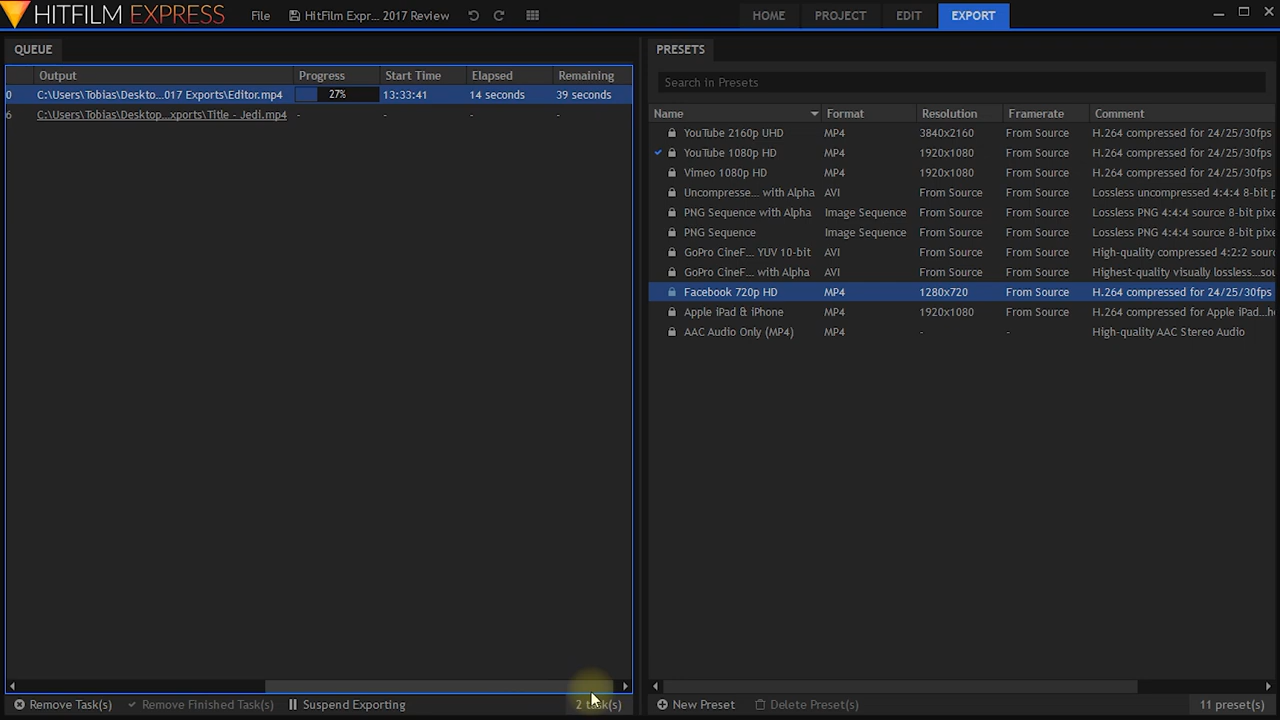 HITFILM EXPRESS File HitFilm Expr... 2017 Review HOME PROJECT EDIT EXPORT
QUEUE
Output Progress Start Time Elapsed Remaining
0 C:\Users\Tobias\Deskto...017 Exports\Editor.mp4 27% 13:33:41 14 seconds 39 seconds
6 C:\Users\Tobias\Desktop...xports\Title - Jedi.mp4 - - - -
Remove Task(s) Remove Finished Task(s) Suspend Exporting 2 task(s)
PRESETS
Search in Presets
Name Format Resolution Framerate Comment
YouTube 2160p UHD MP4 3840x2160 From Source H.264 compressed for 24/25/30fps
YouTube 1080p HD MP4 1920x1080 From Source H.264 compressed for 24/25/30fps
Vimeo 1080p HD MP4 1920x1080 From Source H.264 compressed for 24/25/30fps
Uncompresse... with Alpha AVI From Source From Source Lossless uncompressed 4:4:4 8-bit
PNG Sequence with Alpha Image Sequence From Source From Source Lossless PNG 4:4:4 source 8-bit pixe
PNG Sequence Image Sequence From Source From Source Lossless PNG 4:4:4 source 8-bit pixe
GoPro CineF... YUV 10-bit AVI From Source From Source High-quality compressed 4:2:2 sour
GoPro CineF... with Alpha AVI From Source From Source Highest-quality visually lossless...so
Facebook 720p HD MP4 1280x720 From Source H.264 compressed for 24/25/30fps
Apple iPad & iPhone MP4 1920x1080 From Source H.264 compressed for Apple iPad...h
AAC Audio Only (MP4) MP4 - - High-quality AAC Stereo Audio
New Preset Delete Preset(s) 11 preset(s)